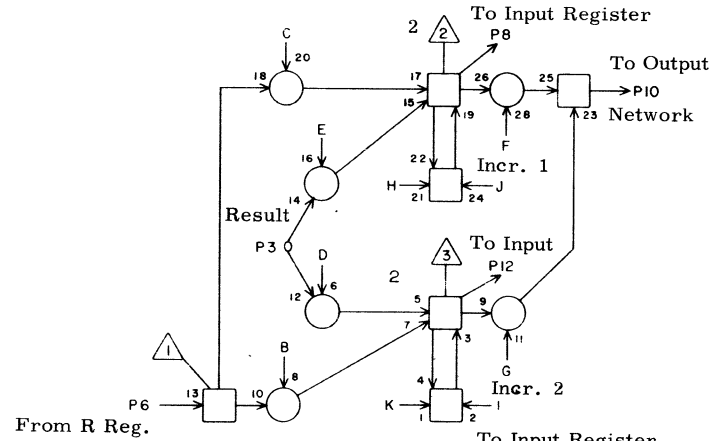 To Input Register
2
2
P8
C
20
18
17
15
26
25
To Output
P10
Network
23
19
28
F
E
16
14
22
Incr. 1
H
J
21
24
Result
P3
D
6
12
2
3
To Input
P12
5
7
9
3
11
G
1
B
8
4
Incr. 2
P6
13
10
K
I
1
2
From R Reg.
To Input Register